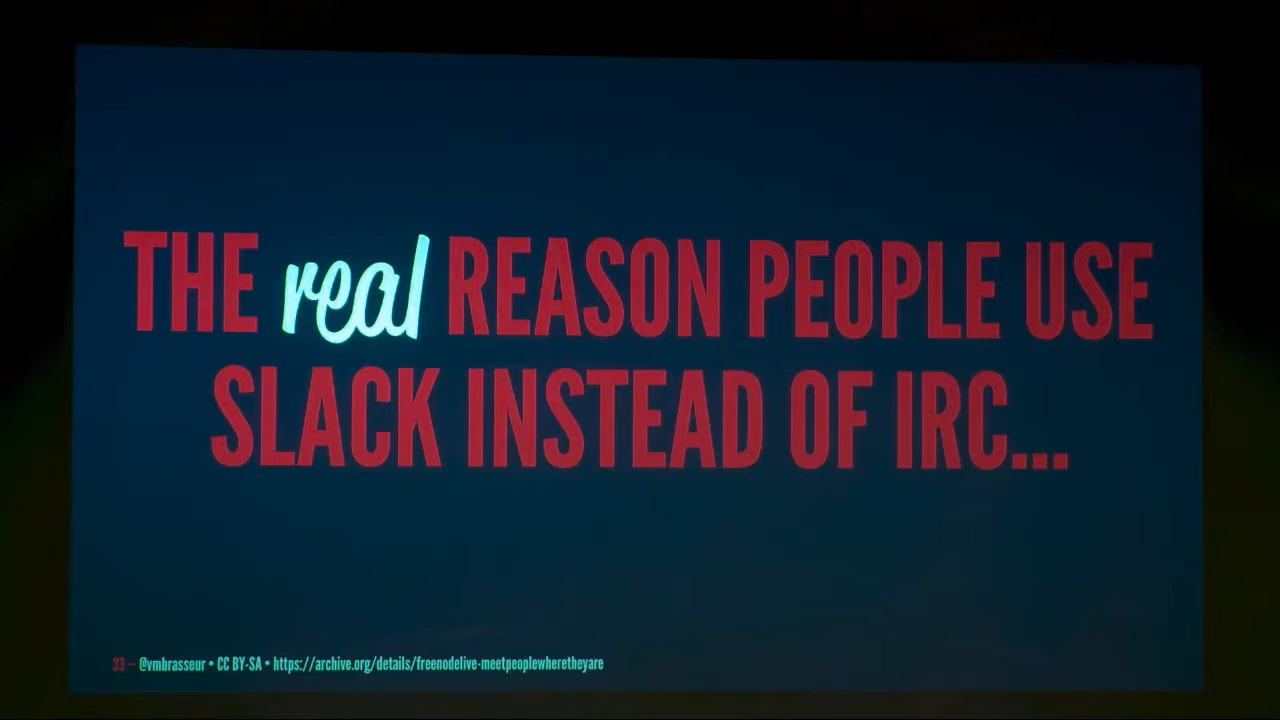 THE real REASON PEOPLE USE
SLACK INSTEAD OF IRC...
33 — @vmbrasseur • CC BY-SA • https://archive.org/details/freenodelive-meetpeoplewheretheyare